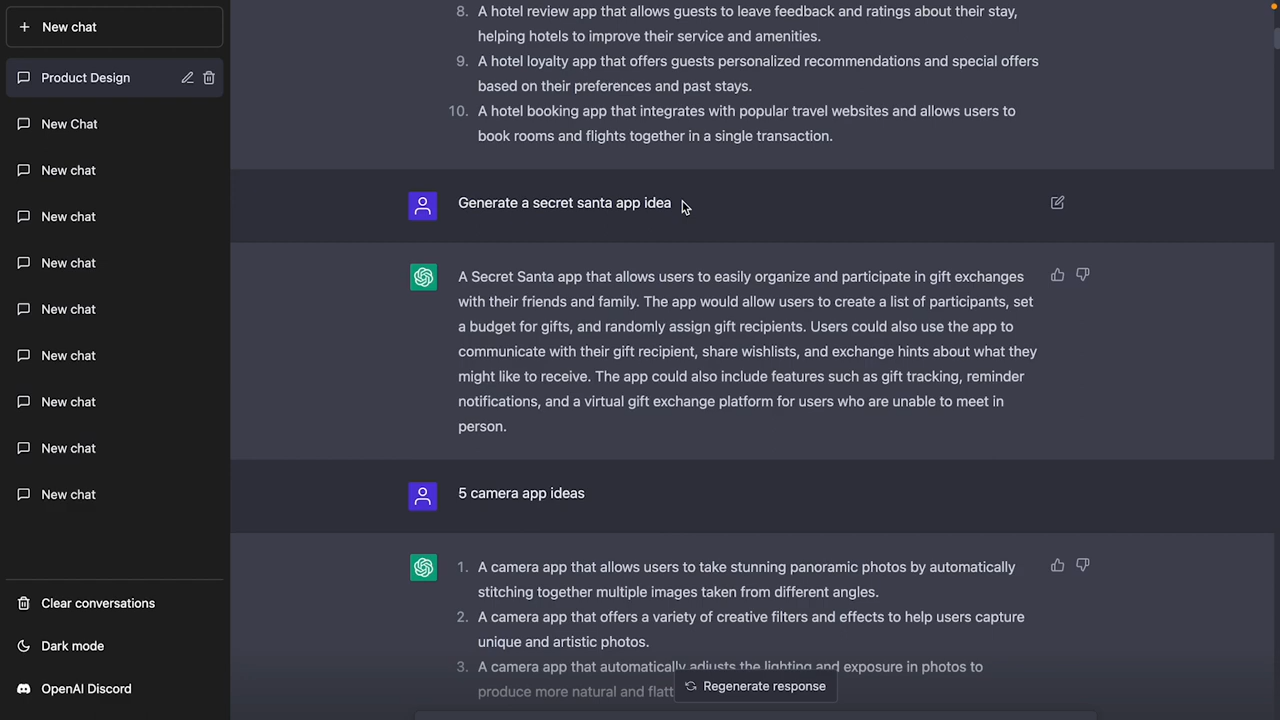 New chat
Product Design
New Chat
New chat
New chat
New chat
New chat
New chat
New chat
New chat
New chat
Clear conversations
Dark mode
OpenAI Discord
8. A hotel review app that allows guests to leave feedback and ratings about their stay,
helping hotels to improve their service and amenities.
9. A hotel loyalty app that offers guests personalized recommendations and special offers
based on their preferences and past stays.
10. A hotel booking app that integrates with popular travel websites and allows users to
book rooms and flights together in a single transaction.
Generate a secret santa app idea
A Secret Santa app that allows users to easily organize and participate in gift exchanges
with their friends and family. The app would allow users to create a list of participants, set
a budget for gifts, and randomly assign gift recipients. Users could also use the app to
communicate with their gift recipient, share wishlists, and exchange hints about what they
might like to receive. The app could also include features such as gift tracking, reminder
notifications, and a virtual gift exchange platform for users who are unable to meet in
person.
5 camera app ideas
1. A camera app that allows users to take stunning panoramic photos by automatically
stitching together multiple images taken from different angles.
2. A camera app that offers a variety of creative filters and effects to help users capture
unique and artistic photos.
3. A camera app that automatically adjusts the lighting and exposure in photos to
produce more natural and
Regenerate response